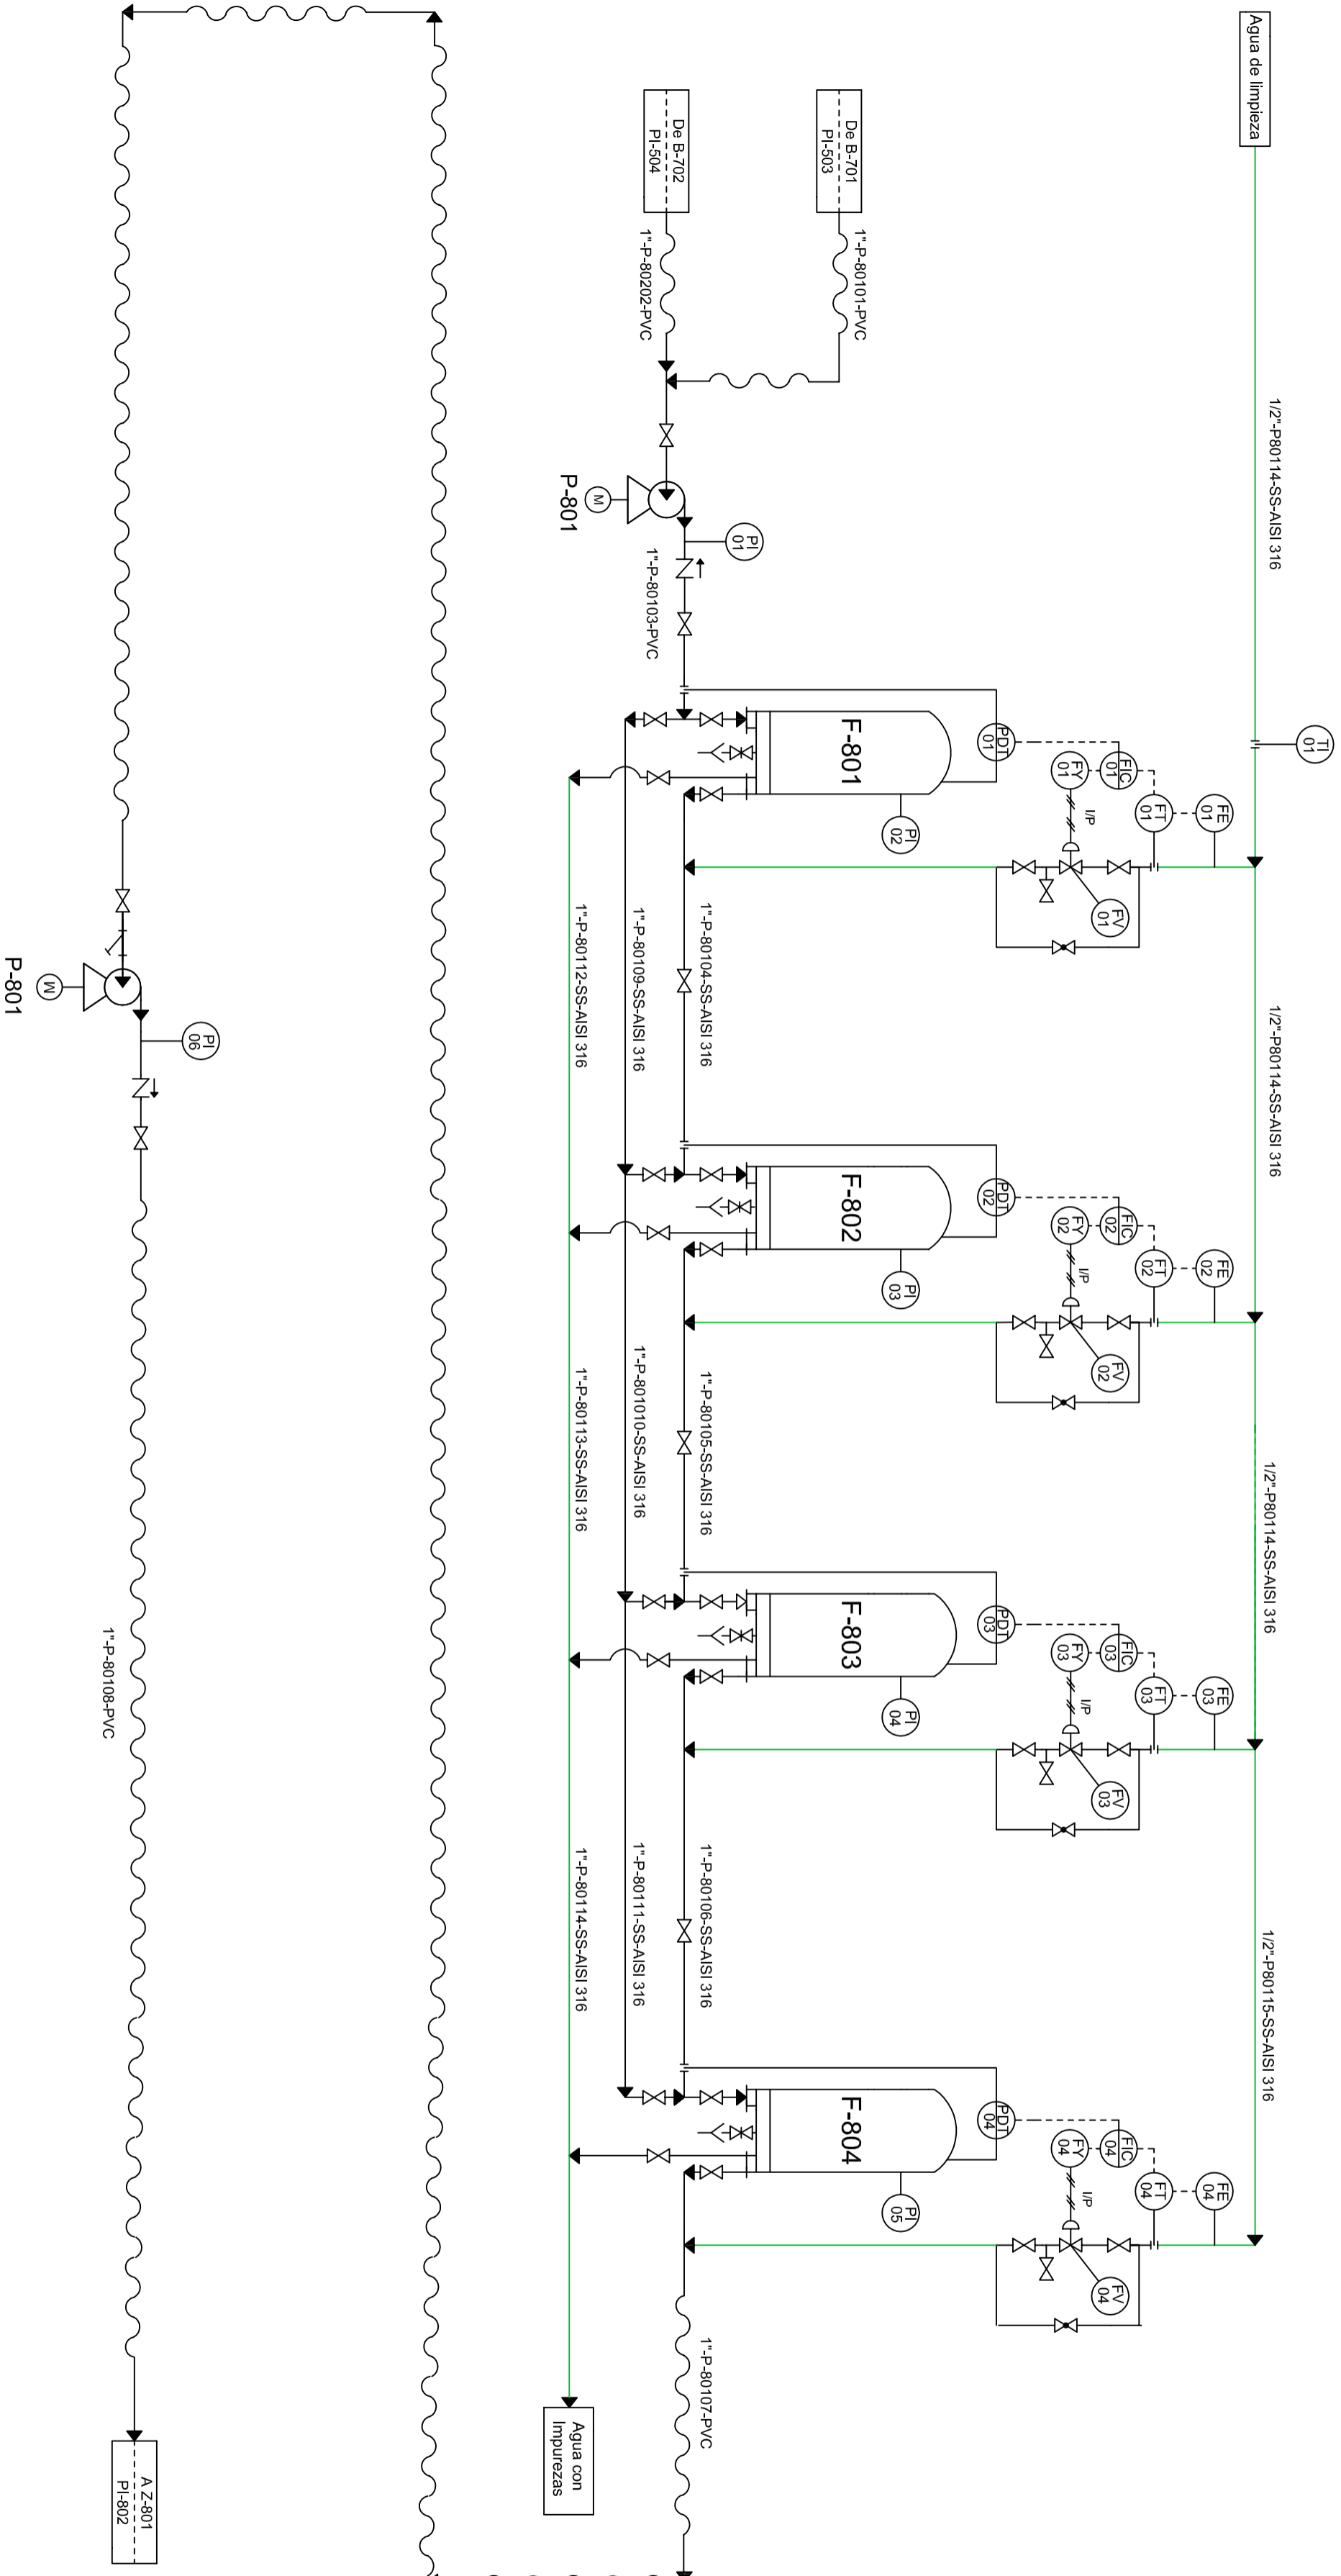 Agua de limpieza
1/2"-P80114-SS-AISI 316
TI
01
1/2"-P80114-SS-AISI 316
1/2"-P80114-SS-AISI 316
1/2"-P80115-SS-AISI 316
FE
01
FT
01
FIC
01
FY
01
I/P
FV
01
PDT
01
FE
02
FT
02
FIC
02
FY
02
I/P
FV
02
PDT
02
FE
03
FT
03
FIC
03
FY
03
I/P
FV
03
PDT
03
FE
04
FT
04
FIC
04
FY
04
I/P
FV
04
PDT
04
De B-701
PI-503
1"-P-80101-PVC
De B-702
PI-504
1"-P-80202-PVC
P-801
M
PI
01
1"-P-80103-PVC
F-801
PI
02
F-802
PI
03
F-803
PI
04
F-804
PI
05
1"-P-80104-SS-AISI 316
1"-P-80105-SS-AISI 316
1"-P-80106-SS-AISI 316
1"-P-80107-PVC
1"-P-80109-SS-AISI 316
1"-P-801010-SS-AISI 316
1"-P-80111-SS-AISI 316
1"-P-80112-SS-AISI 316
1"-P-80113-SS-AISI 316
1"-P-80114-SS-AISI 316
Agua con
Impurezas
P-801
M
PI
06
1"-P-80108-PVC
A Z-801
PI-802